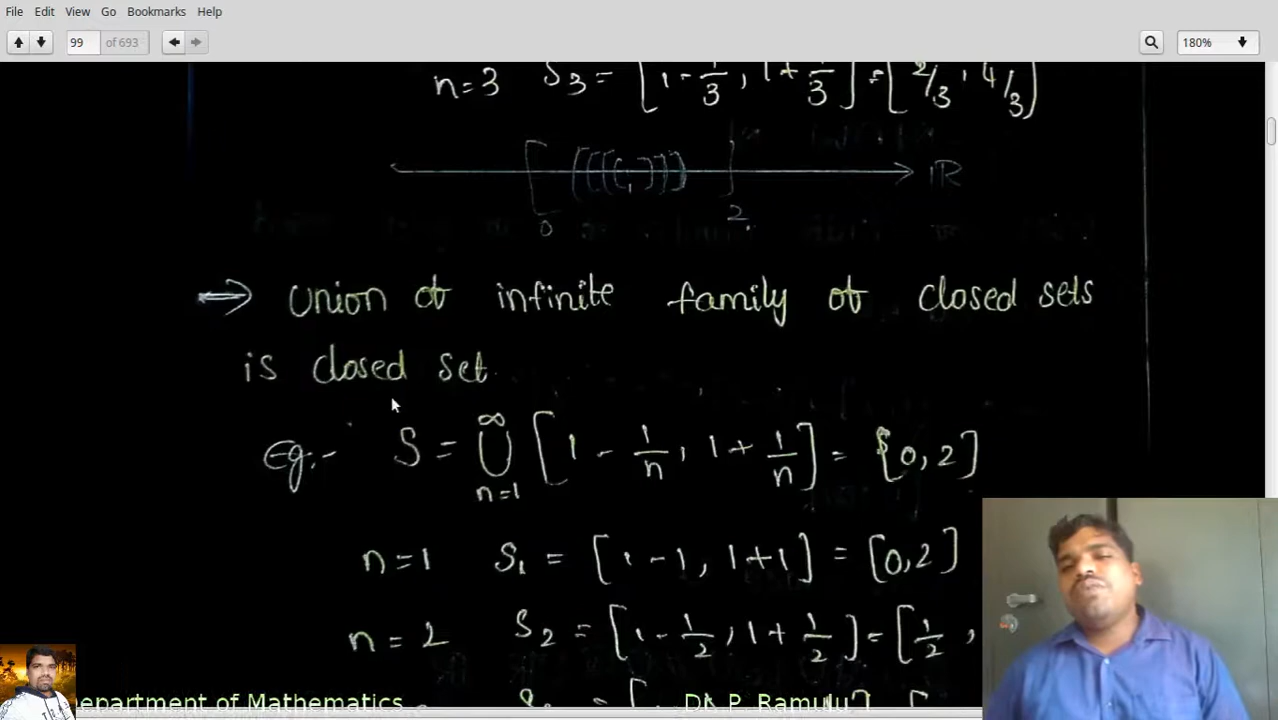 File Edit View Go Bookmarks Help
99 of 693 180%
n=3 S3 = [1-1/3, 1+1/3] = [2/3, 4/3]
ℝ
0 1 2
⇒ Union of infinite family of closed sets
is closed set.
Eg:- S = ∞⋃n=1 [1 - 1/n, 1+ 1/n] = [0,2]
n=1 S1 = [1-1, 1+1] = [0,2]
n=2 S2 = [1-1/2, 1+1/2] = [1/2,
epartment of Mathematics Dr. P. Ramulu